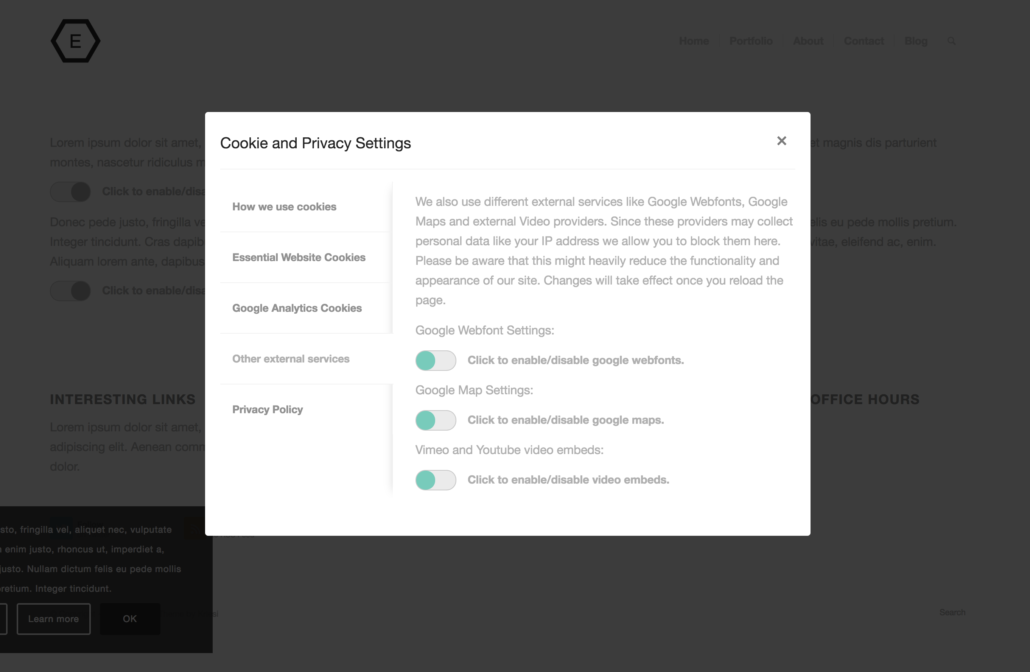 E
Home Portfolio About Contact Blog
Lorem ipsum dolor sit amet,
et magnis dis parturient
montes, nascetur ridiculus m
Click to enable/disa
Donec pede justo, fringilla ve
elis eu pede mollis pretium.
Integer tincidunt. Cras dapib
vitae, eleifend ac, enim.
Aliquam lorem ante, dapibus
Click to enable/disa
Cookie and Privacy Settings
How we use cookies
Essential Website Cookies
Google Analytics Cookies
Other external services
Privacy Policy
We also use different external services like Google Webfonts, Google
Maps and external Video providers. Since these providers may collect
personal data like your IP address we allow you to block them here.
Please be aware that this might heavily reduce the functionality and
appearance of our site. Changes will take effect once you reload the
page.
Google Webfont Settings:
Click to enable/disable google webfonts.
Google Map Settings:
Click to enable/disable google maps.
Vimeo and Youtube video embeds:
Click to enable/disable video embeds.
INTERESTING LINKS
Lorem ipsum dolor sit amet,
adipiscing elit. Aenean comm
dolor.
OFFICE HOURS
sto, fringilla vel, aliquet nec, vulputate
enim justo, rhoncus ut, imperdiet a,
justo. Nullam dictum felis eu pede mollis
retium. Integer tincidunt.
Learn more
OK
Search